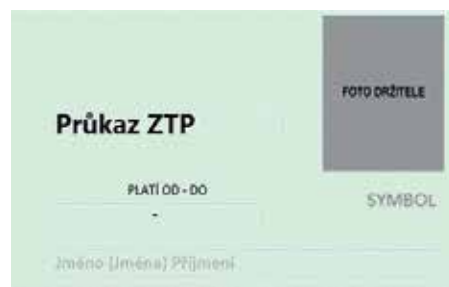 FOTO DRŽITELE
Průkaz ZTP
PLATÍ OD - DO
-
SYMBOL
Jméno (Jména) Příjmení